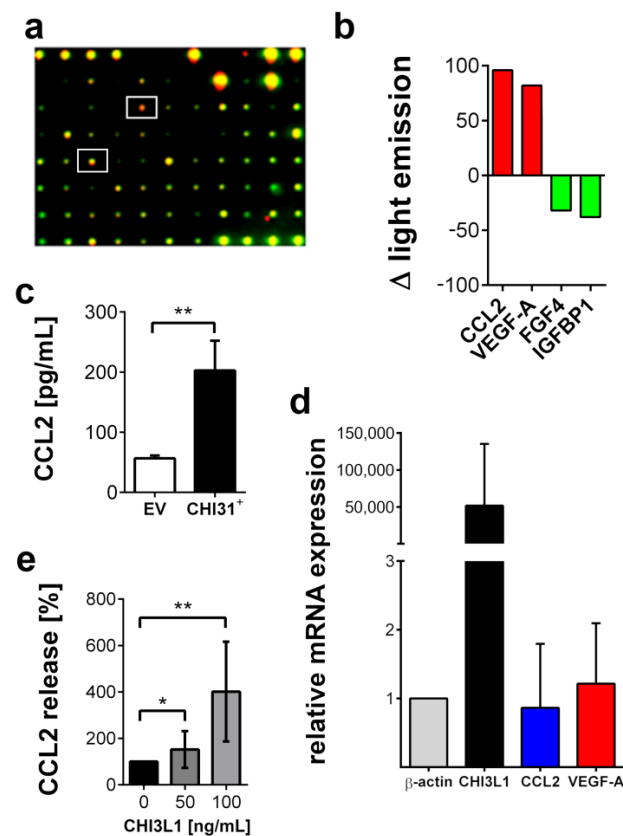 a
b
Δ light emission
100
50
0
-50
-100
CCL2
VEGF-A
FGF4
IGFBP1
c
CCL2 [pg/mL]
300
200
100
0
**
EV CHI31+
d
relative mRNA expression
150,000
100,000
50,000
3
2
1
β-actin CHI3L1 CCL2 VEGF-A
e
CCL2 release [%]
800
600
400
200
0
**
*
0 50 100
CHI3L1 [ng/mL]